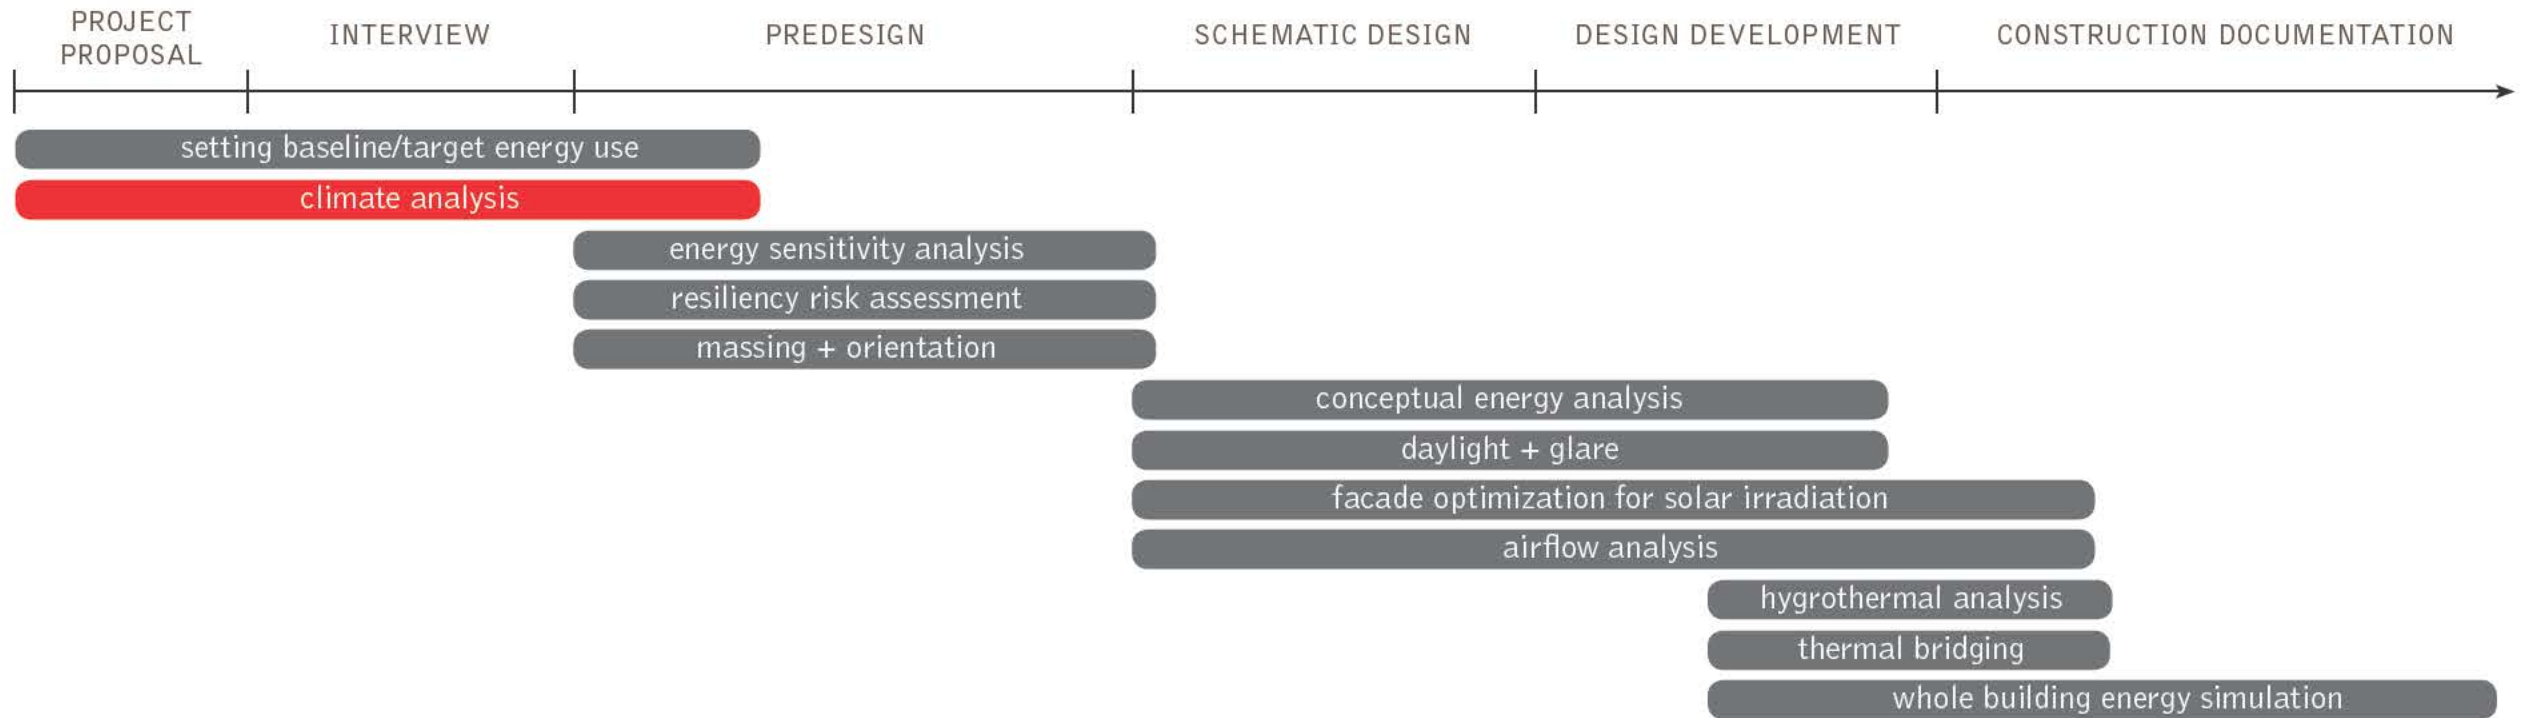 PROJECT
PROPOSAL
INTERVIEW
PREDESIGN
SCHEMATIC DESIGN
DESIGN DEVELOPMENT
CONSTRUCTION DOCUMENTATION
setting baseline/target energy use
climate analysis
energy sensitivity analysis
resiliency risk assessment
massing + orientation
conceptual energy analysis
daylight + glare
facade optimization for solar irradiation
airflow analysis
hygrothermal analysis
thermal bridging
whole building energy simulation